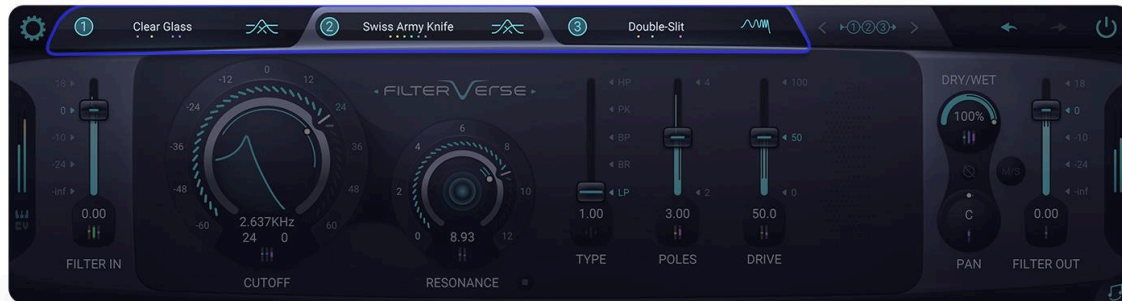 1 Clear Glass
2 Swiss Army Knife
3 Double-Slit
1 2 3
FILTERVERSE
18
0
-10
-24
-inf
0.00
FILTER IN
-60
-48
-36
-24
-12
0
12
24
36
48
60
2.637KHz
24 0
CUTOFF
0
2
4
6
8
10
12
8.93
RESONANCE
HP
PK
BP
BR
LP
1.00
TYPE
4
2
3.00
POLES
100
50
0
50.0
DRIVE
DRY/WET
100%
M/S
C
PAN
18
0
-10
-24
-inf
0.00
FILTER OUT
CV